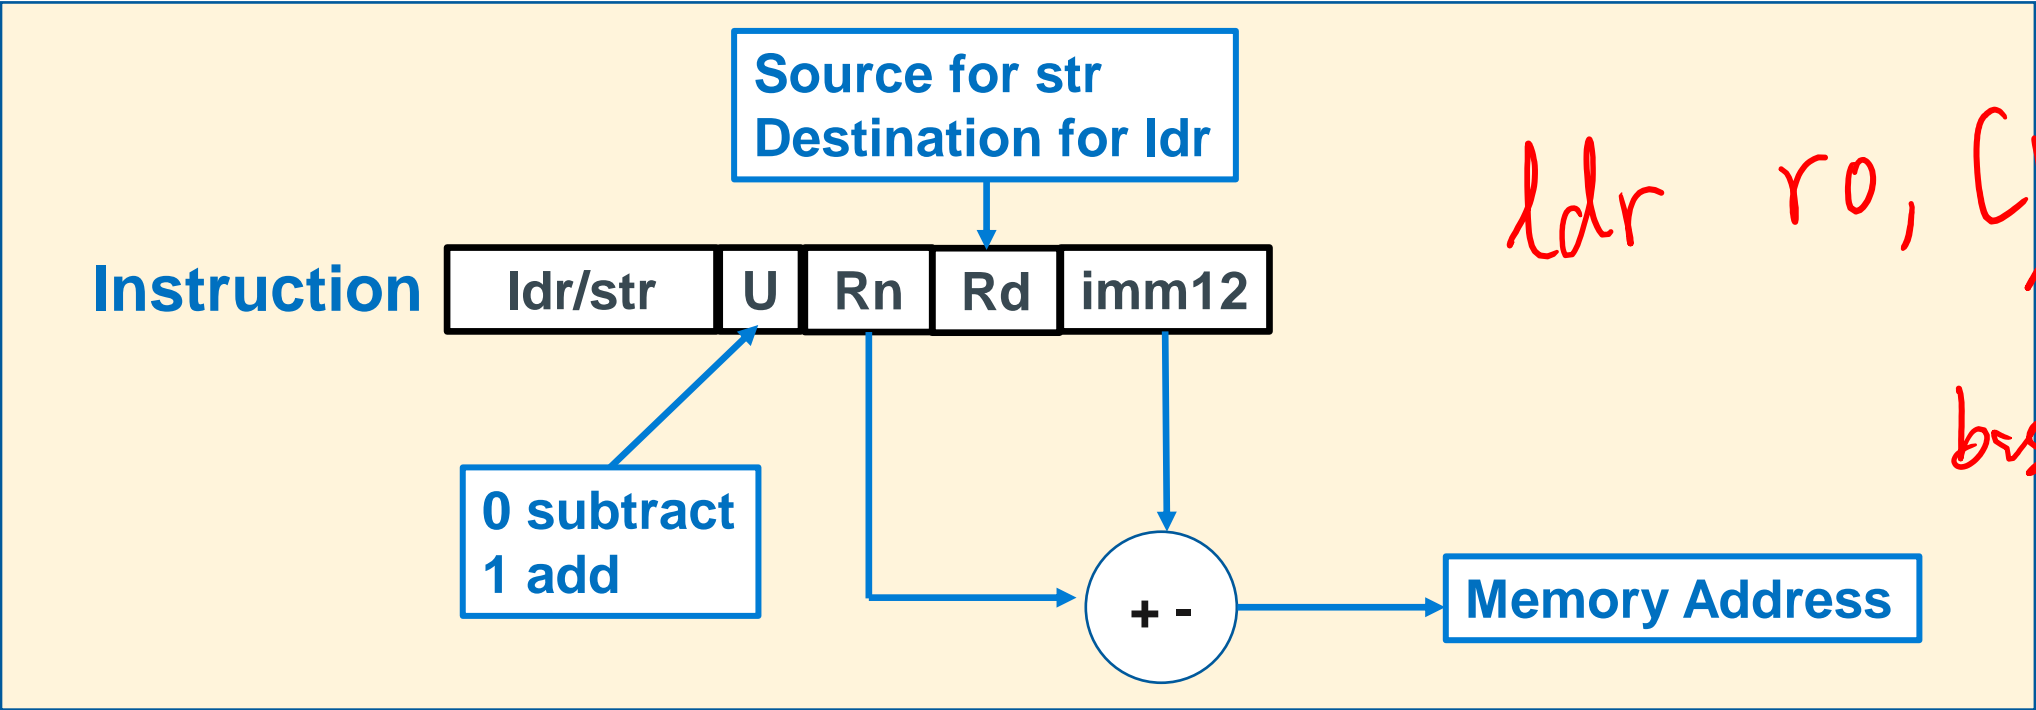 Source for str
Destination for ldr
ldr r0, [
Instruction
ldr/str U Rn Rd imm12
0 subtract
1 add
+ -
Memory Address